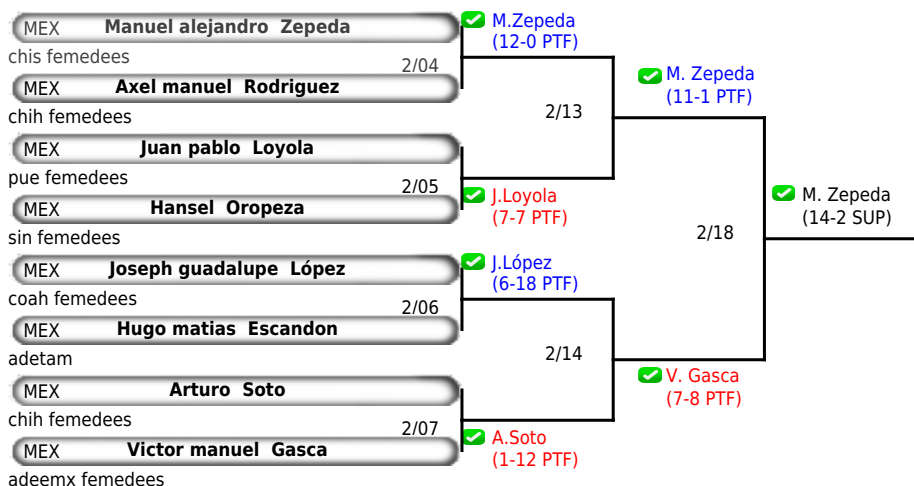 MEX Manuel alejandro Zepeda
chis femedees
2/04
MEX Axel manuel Rodriguez
chih femedees
MEX Juan pablo Loyola
pue femedees
2/05
MEX Hansel Oropeza
sin femedees
MEX Joseph guadalupe López
coah femedees
2/06
MEX Hugo matias Escandon
adetam
MEX Arturo Soto
chih femedees
2/07
MEX Victor manuel Gasca
adeemx femedees
M.Zepeda
(12-0 PTF)
2/13
J.Loyola
(7-7 PTF)
J.López
(6-18 PTF)
2/14
A.Soto
(1-12 PTF)
M. Zepeda
(11-1 PTF)
2/18
V. Gasca
(7-8 PTF)
M. Zepeda
(14-2 SUP)